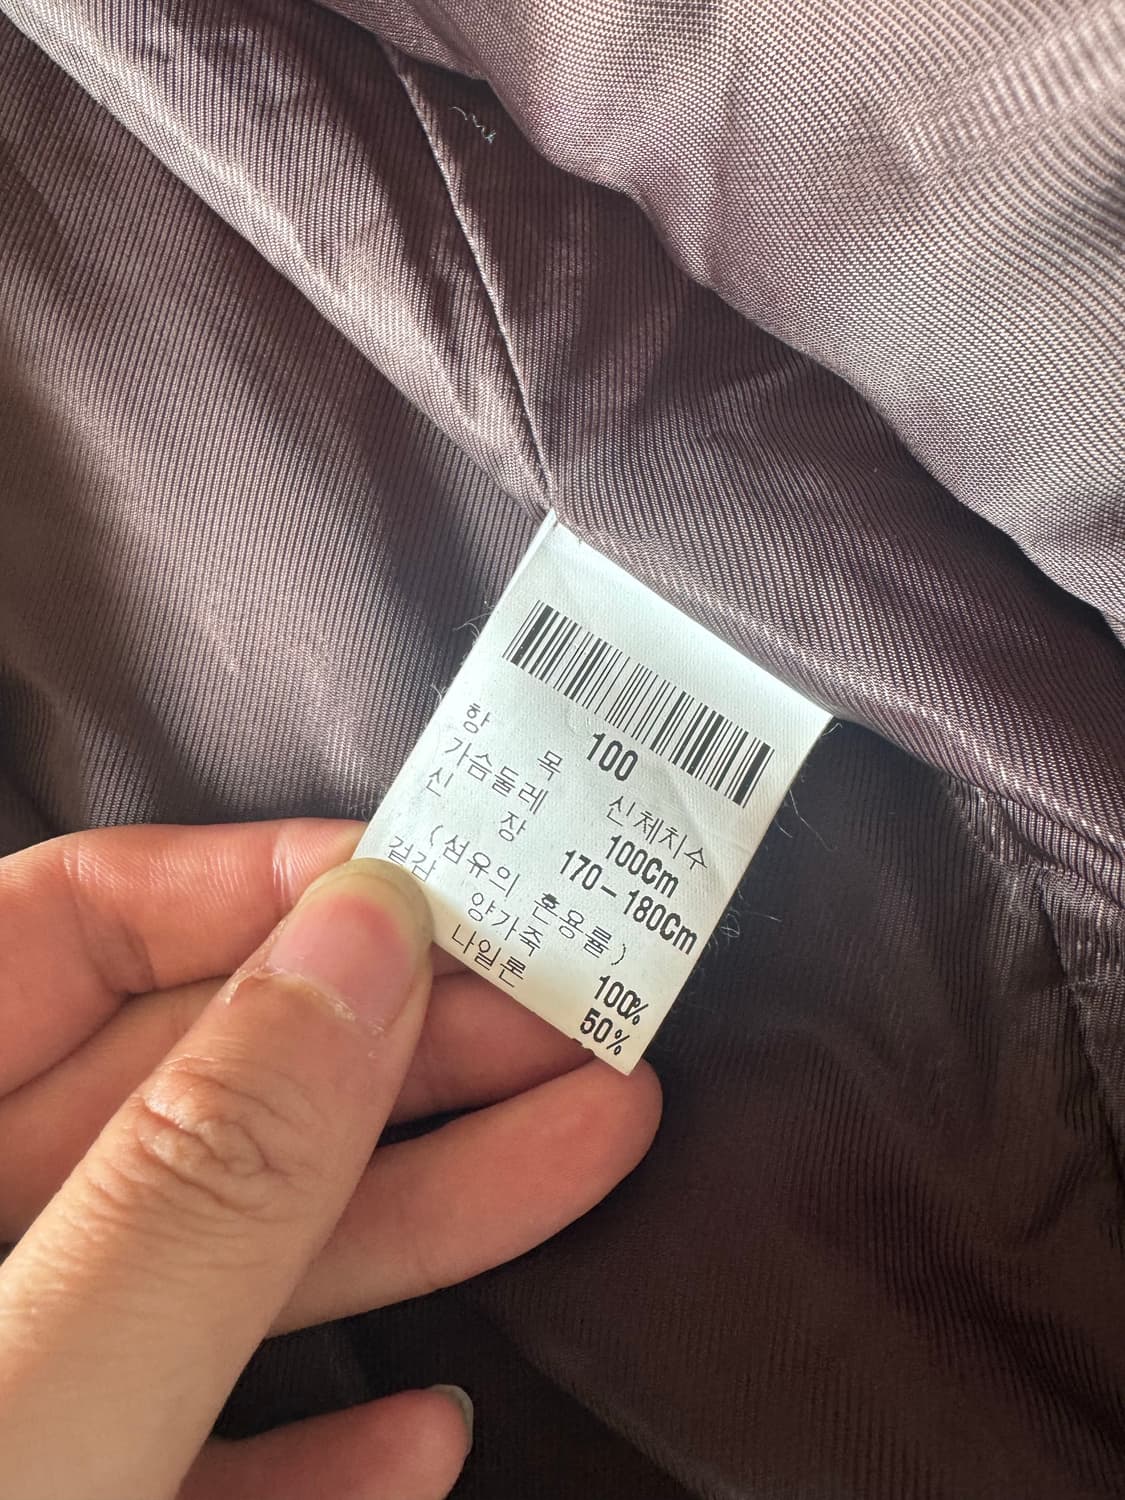 100
항 목 신체치수
가슴둘레 100Cm
신 장 170-180Cm
(섬유의 혼용률)
겉감 양가죽 100%
나일론 50%